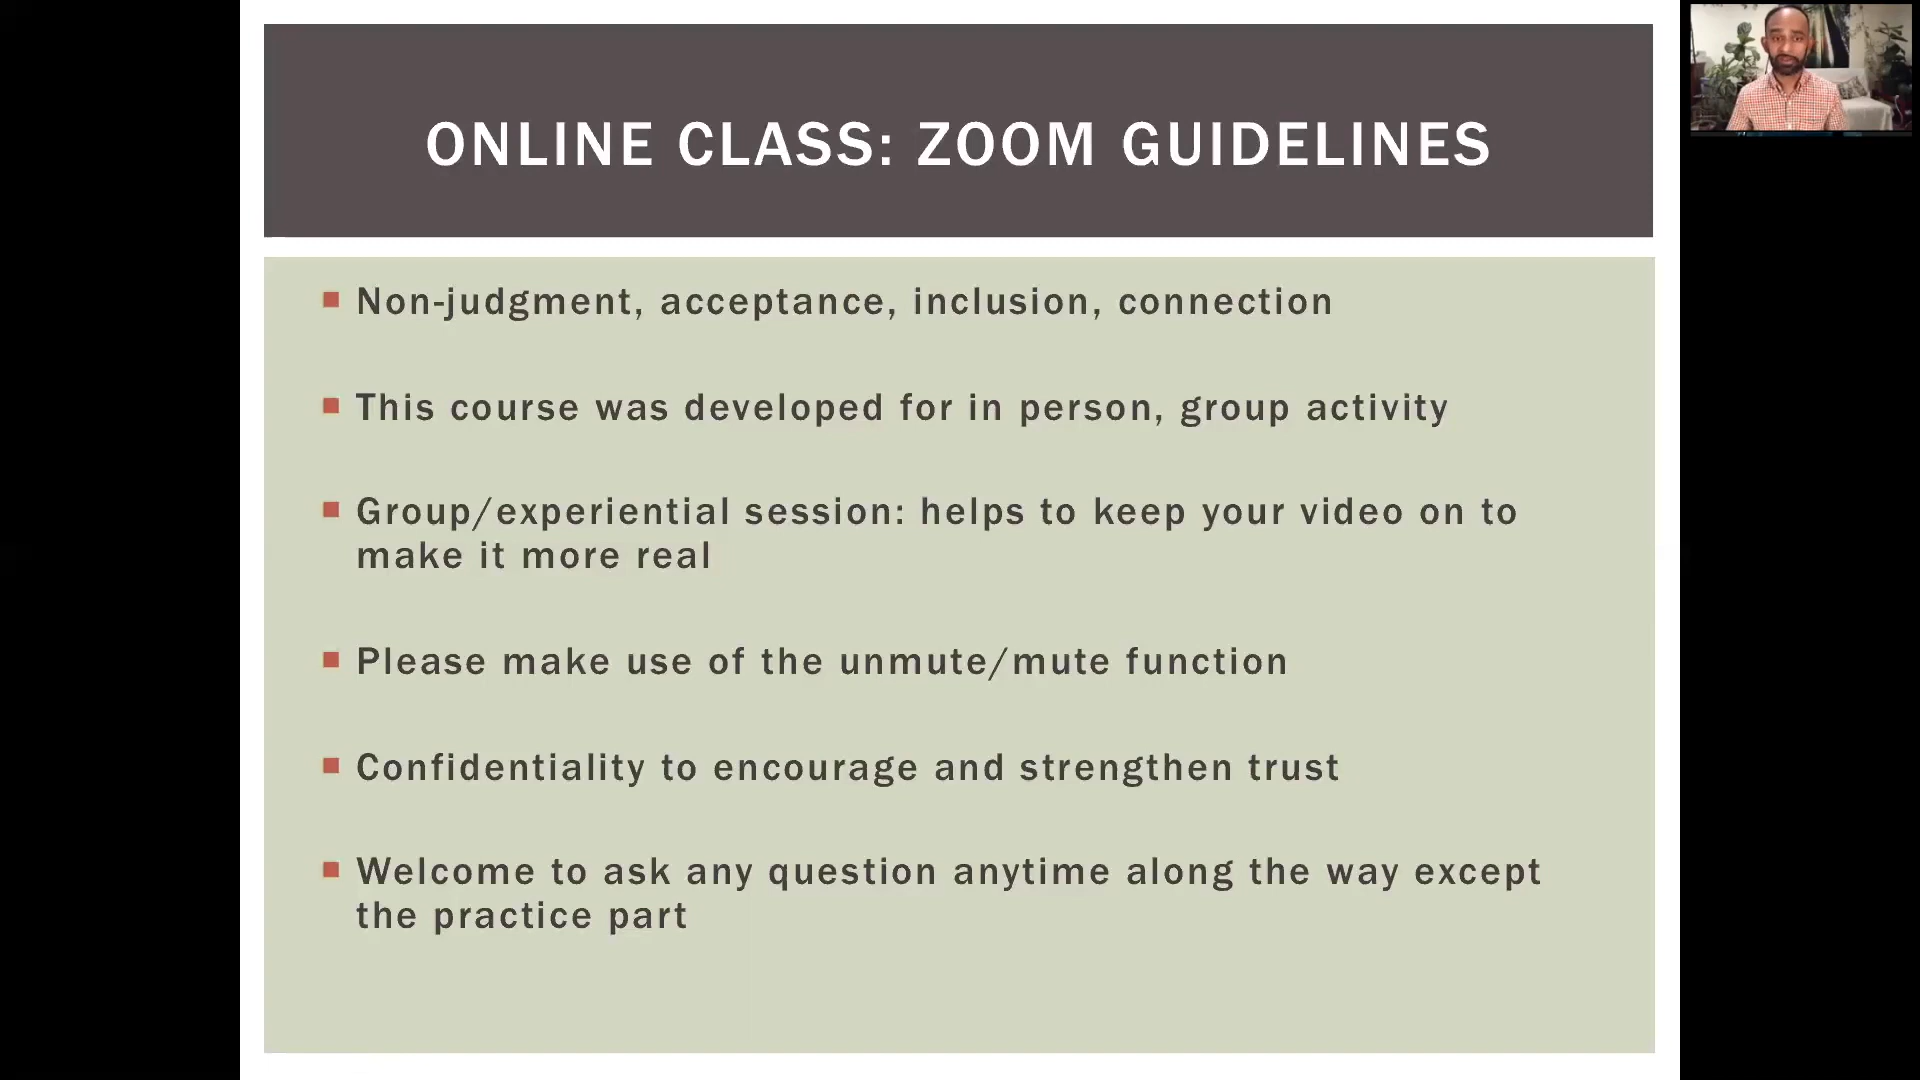 ONLINE CLASS: ZOOM GUIDELINES
Non-judgment, acceptance, inclusion, connection
This course was developed for in person, group activity
Group/experiential session: helps to keep your video on to
make it more real
Please make use of the unmute/mute function
Confidentiality to encourage and strengthen trust
Welcome to ask any question anytime along the way except
the practice part